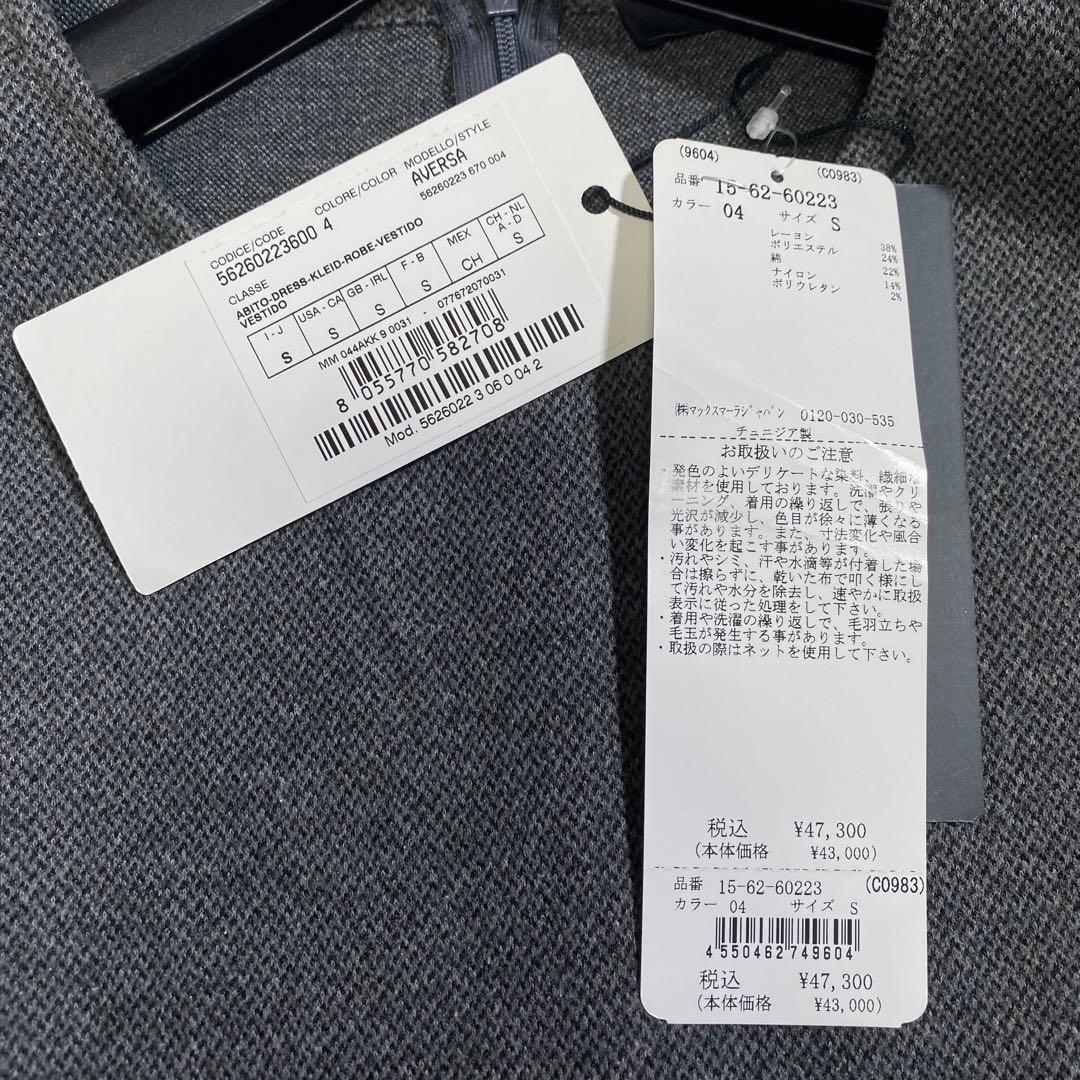 CODICE/CODE
56260223600 4
COLORE/COLOR
MODELLO/STYLE
AVERSA
56260223 670 004
CLASSE
ABITO-DRESS-KLEID-ROBE-VESTIDO
VESTIDO
I - J
USA - CA
GB - IRL
F - B
MEX
CH - NL
A - D
S
S
S
S
CH
S
MM 044AKK 9 0031 - 077672070031
8 055770 582708
Mod. 5626022 3 06 0 04 2
(9604)
(C0983)
品番 15-62-60223
カラー 04 サイズ S
レーヨン 38%
ポリエステル 24%
綿 22%
ナイロン 14%
ポリウレタン 2%
㈱マックスマーラジャパン 0120-030-535
チュニジア製
お取扱いのご注意
・発色のよいデリケートな染料、繊細な
素材を使用しております。洗濯やクリ
ーニング、着用の繰り返しで、張りや
光沢が減少し、色目が徐々に薄くなる
事があります。また、寸法変化や風合
い変化を起こす事があります。
・汚れやシミ、汗や水滴等が付着した場
合は擦らずに、乾いた布で叩く様にし
て汚れや水分を除去し、速やかに取扱
表示に従った処理をして下さい。
・着用や洗濯の繰り返しで、毛羽立ちや
毛玉が発生する事があります。
・取扱の際はネットを使用して下さい。
税込 ¥47,300
(本体価格 ¥43,000)
品番 15-62-60223 (C0983)
カラー 04 サイズ S
4 550462 749604
税込 ¥47,300
(本体価格 ¥43,000)